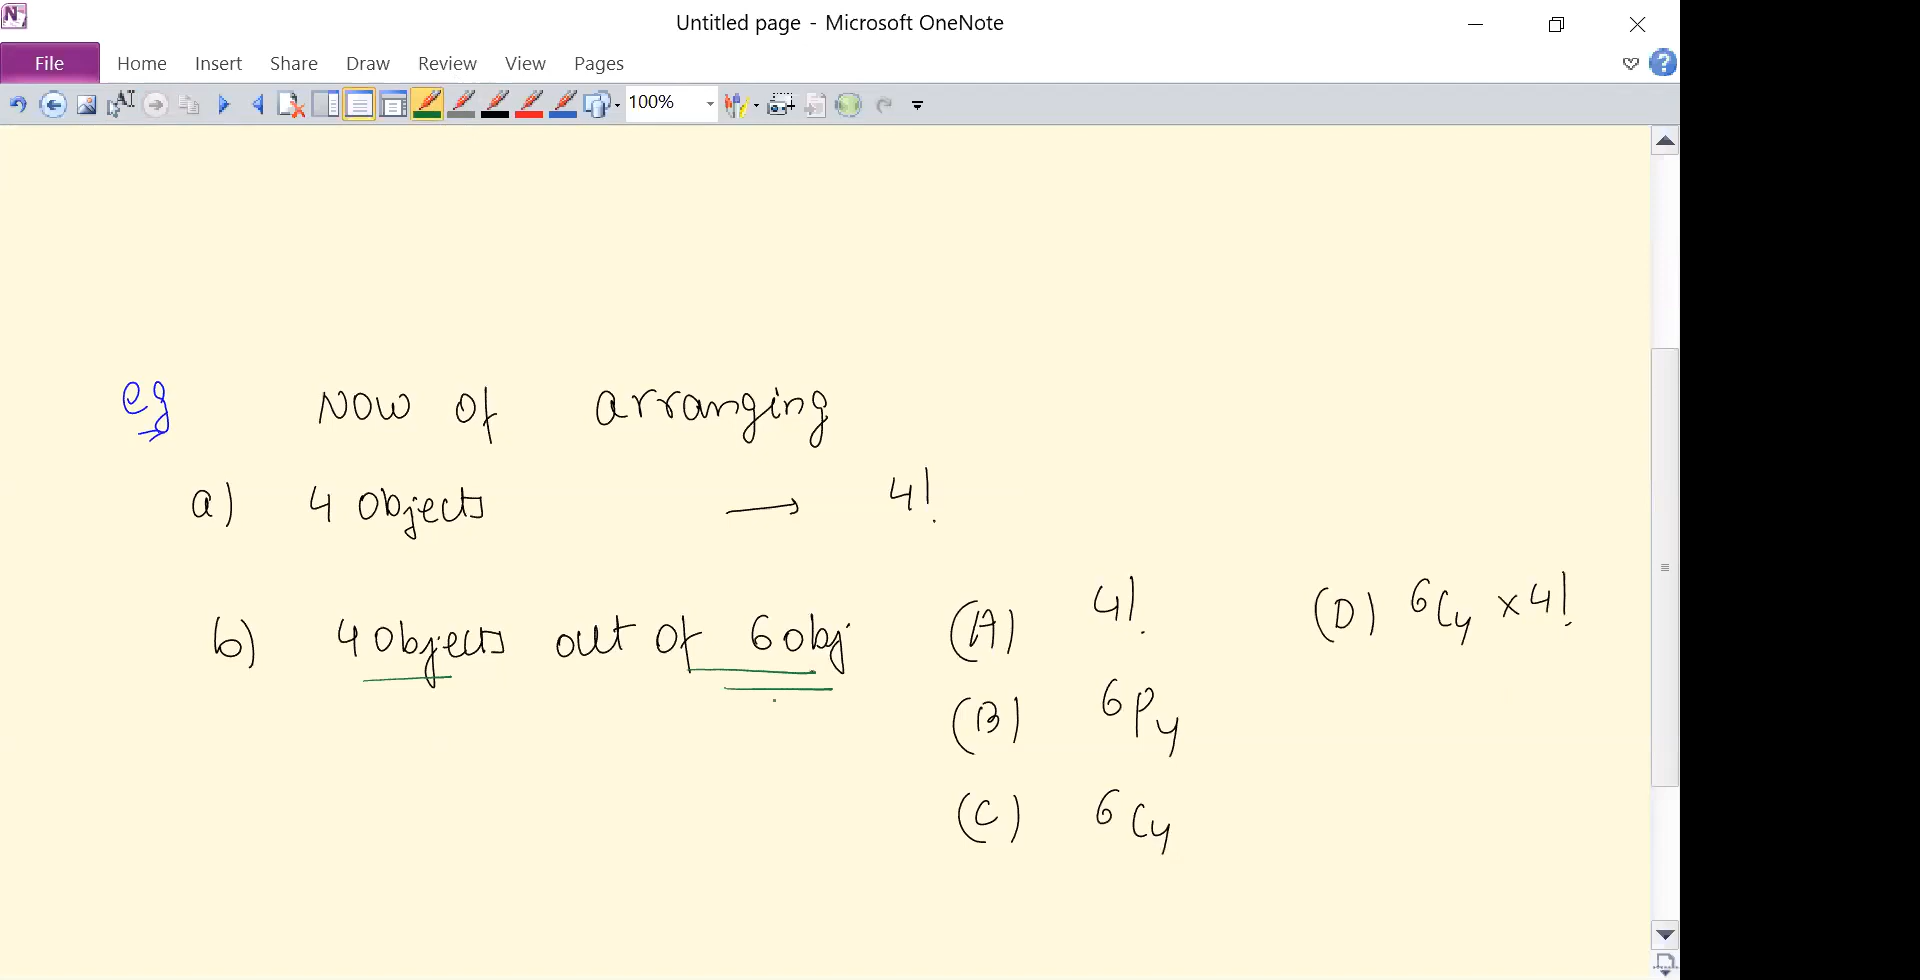 Untitled page - Microsoft OneNote
File Home Insert Share Draw Review View Pages
100%
eg NOW of arranging
a) 4 objects → 4!
b) 4 objects out of 6 obj (A) 4! (D) ⁶C₄ × 4!
(B) ⁶P₄
(C) ⁶C₄